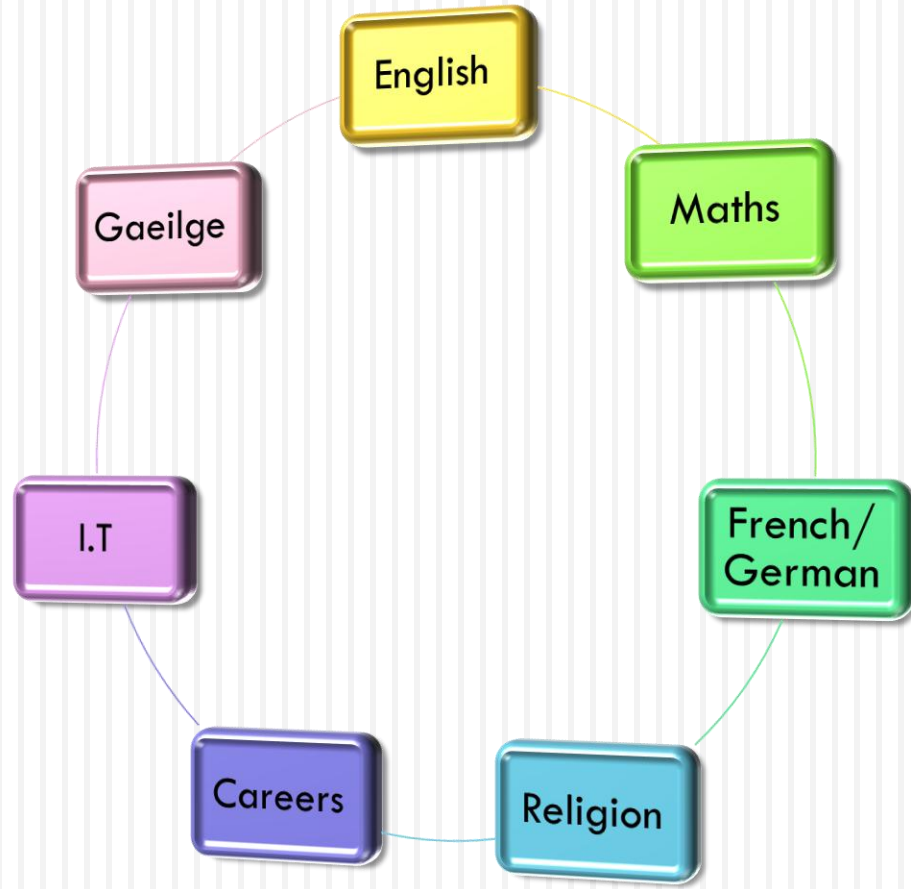 English
Maths
French/
German
Religion
Careers
I.T
Gaeilge